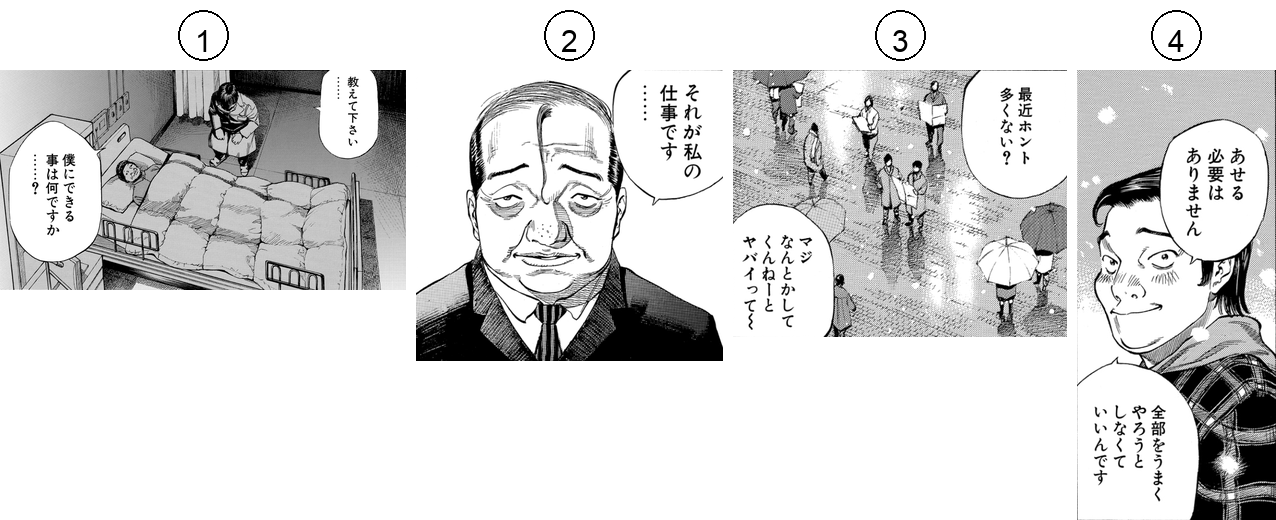 1
教えて下さい
……
僕にできる
事は何ですか
……?
2
それが私の
仕事です
……
3
最近ホント
多くない?
マジ
なんとかして
くんねーと
ヤバイって〜
4
あせる
必要は
ありません
全部をうまく
やろうと
しなくて
いいんです